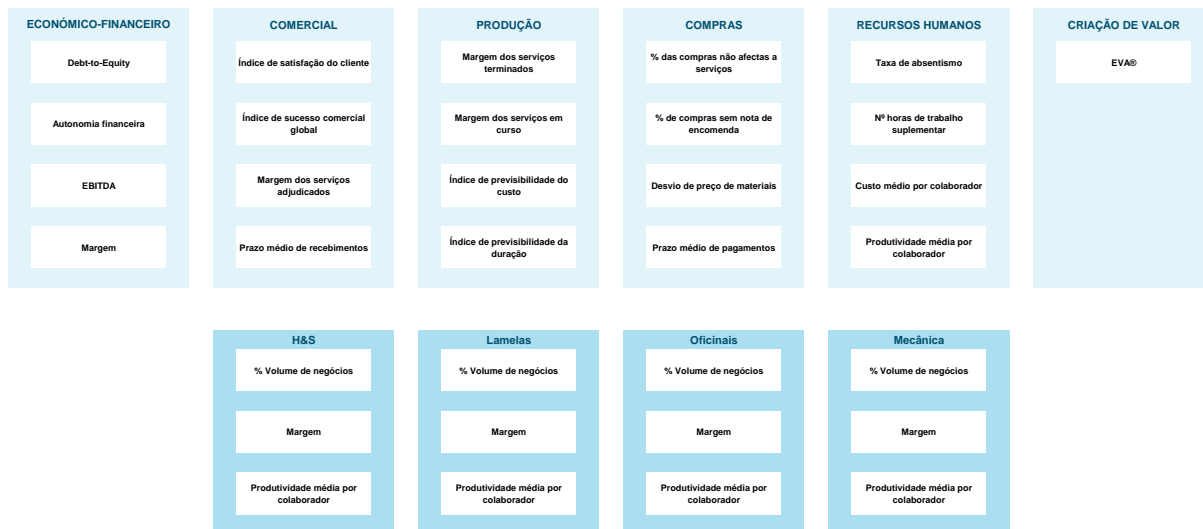 ECONÓMICO-FINANCEIRO
Debt-to-Equity
Autonomia financeira
EBITDA
Margem
COMERCIAL
Índice de satisfação do cliente
Índice de sucesso comercial
global
Margem dos serviços
adjudicados
Prazo médio de recebimentos
PRODUÇÃO
Margem dos serviços
terminados
Margem dos serviços em
curso
Índice de previsibilidade do
custo
Índice de previsibilidade da
duração
COMPRAS
% das compras não afectas a
serviços
% de compras sem nota de
encomenda
Desvio de preço de materiais
Prazo médio de pagamentos
RECURSOS HUMANOS
Taxa de absentismo
Nº horas de trabalho
suplementar
Custo médio por colaborador
Produtividade média por
colaborador
CRIAÇÃO DE VALOR
EVA®
H&S
% Volume de negócios
Margem
Produtividade média por
colaborador
Lamelas
% Volume de negócios
Margem
Produtividade média por
colaborador
Oficinais
% Volume de negócios
Margem
Produtividade média por
colaborador
Mecânica
% Volume de negócios
Margem
Produtividade média por
colaborador